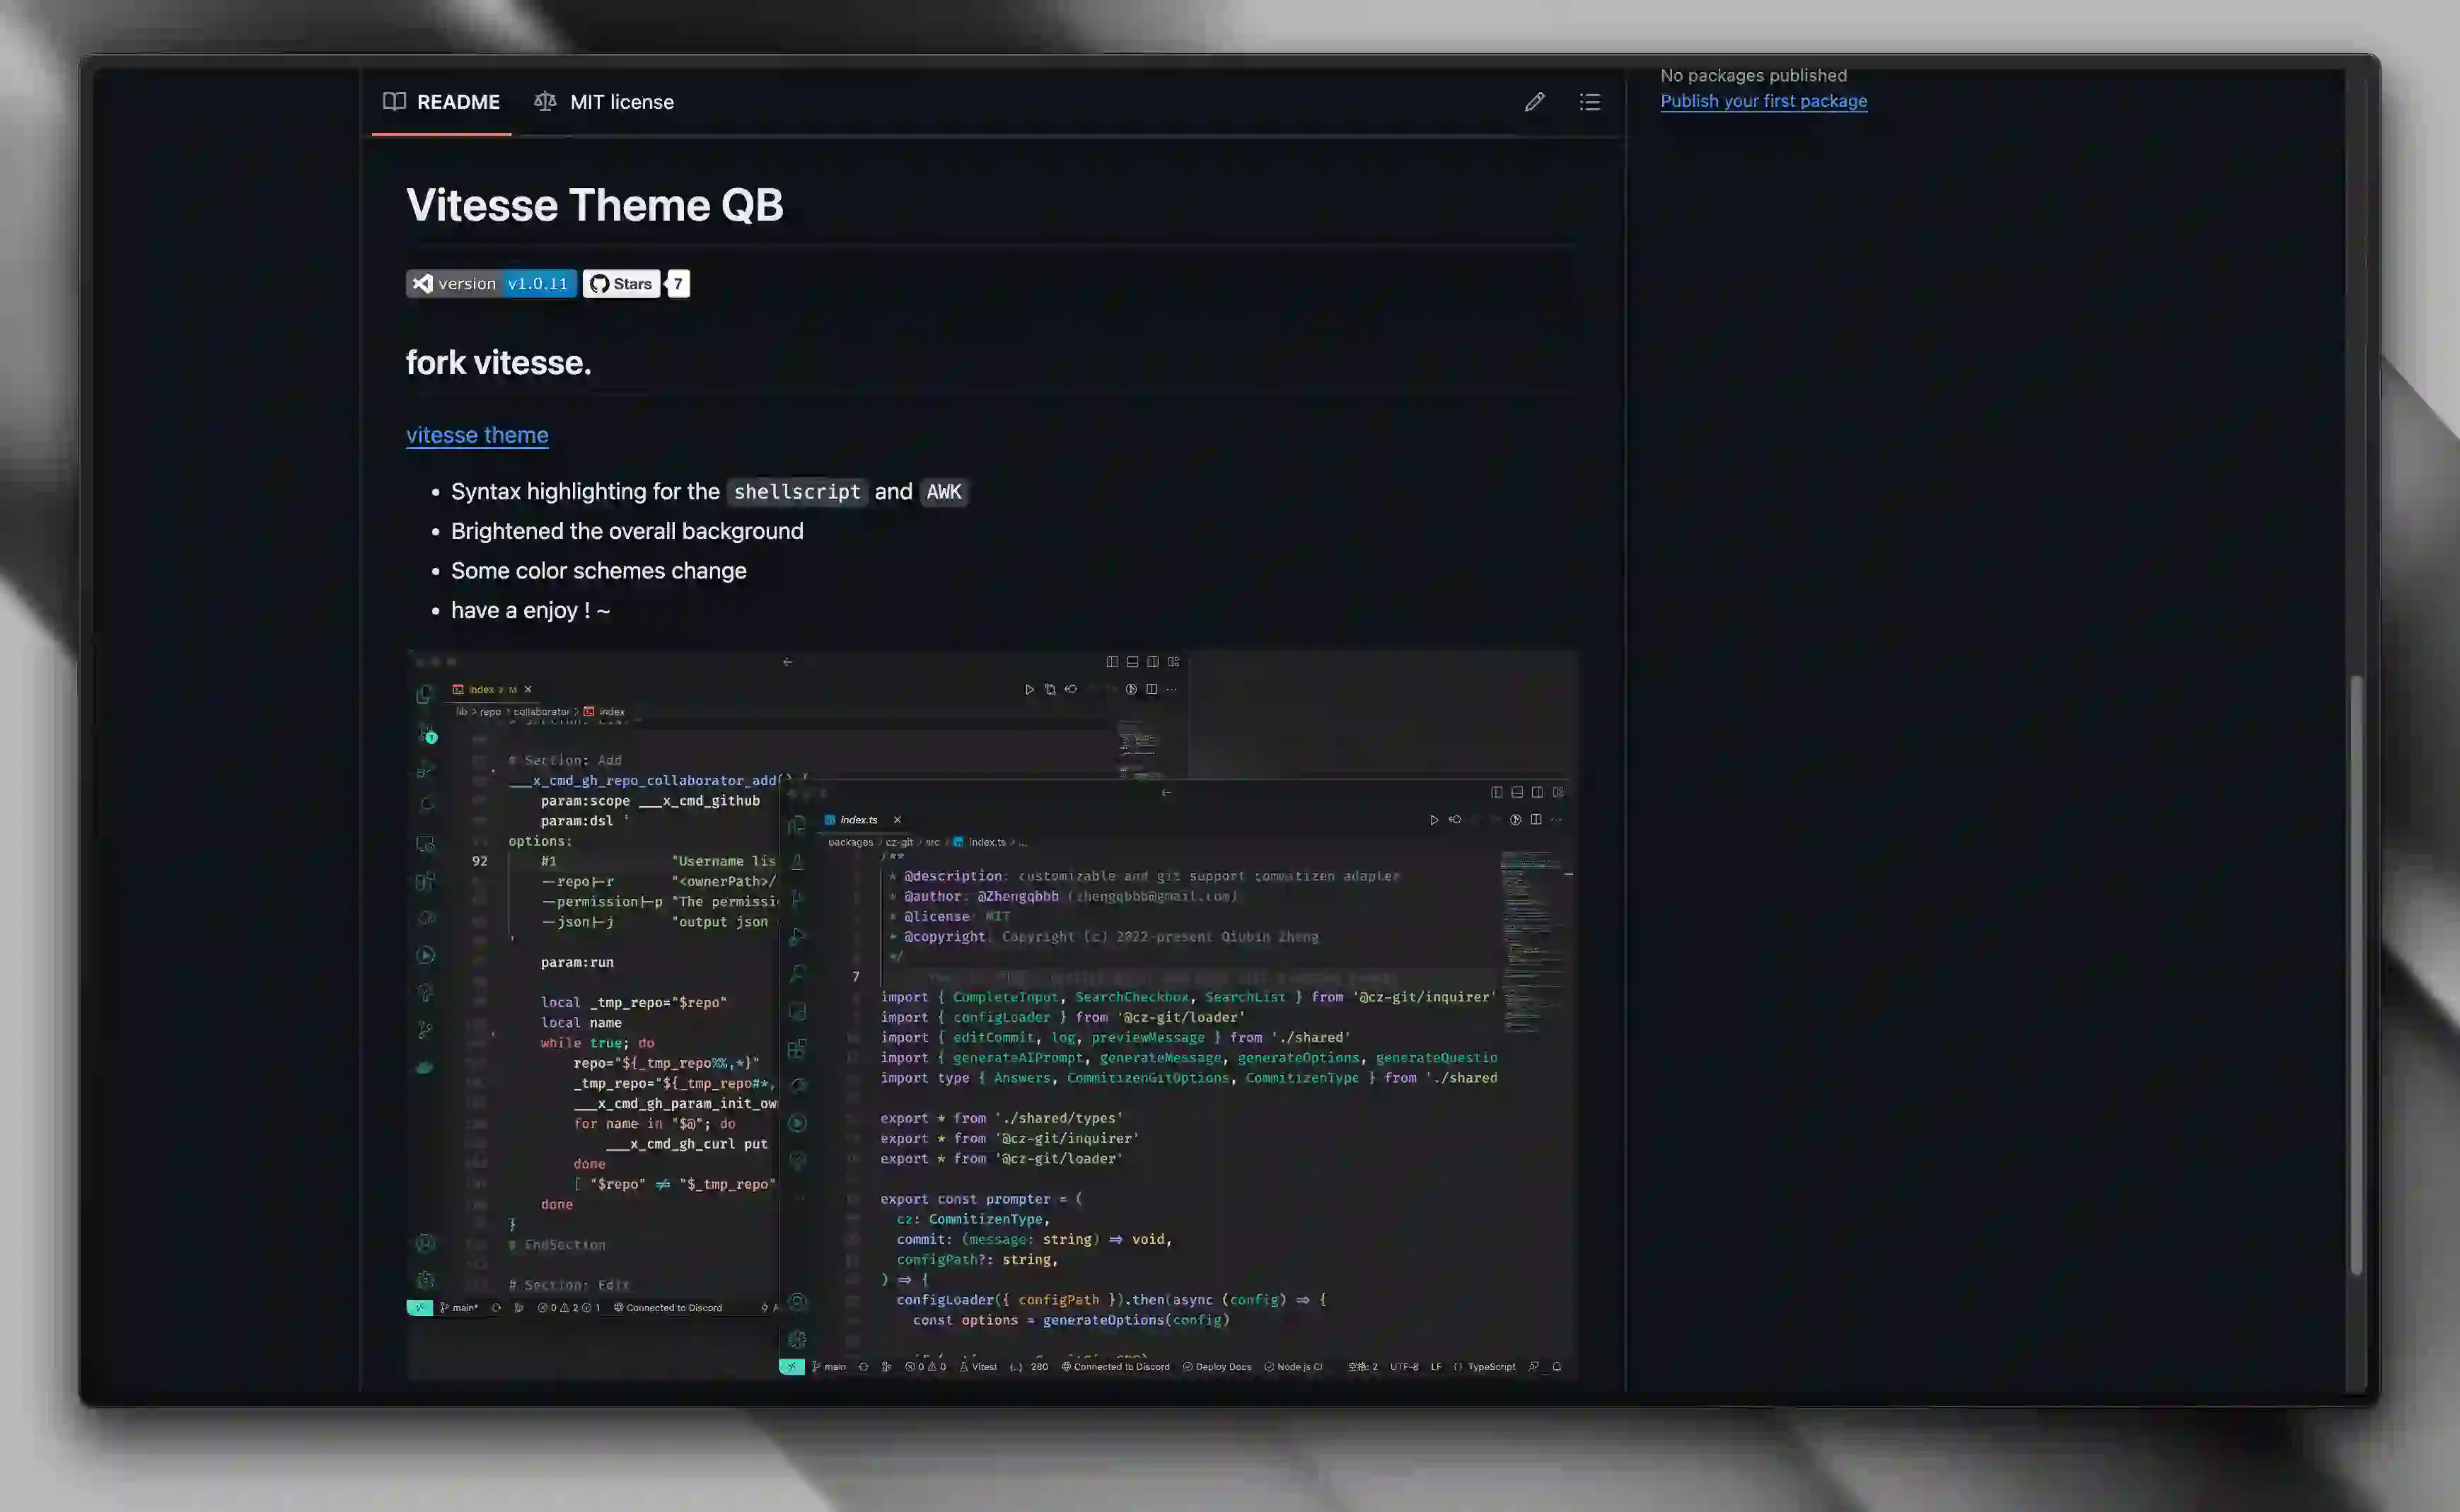 README
MIT license
No packages published
Publish your first package
Vitesse Theme QB
version v1.0.11
Stars 7
fork vitesse.
vitesse theme
• Syntax highlighting for the shellscript and AWK
• Brightened the overall background
• Some color schemes change
• have a enjoy ! ~
index M
lib > repo > collaborator > index
# Section: Add
___x_cmd_gh_repo_collaborator_add()
param:scope ___x_cmd_github
param:dsl '
options:
92 #1 "Username lis
--repo|-r "<ownerPath>/
--permission|-p "The permissi
--json|-j "output json
'
param:run
local _tmp_repo="$repo"
local name
while true; do
repo="${_tmp_repo%%,*}"
_tmp_repo="${_tmp_repo#*,
___x_cmd_gh_param_init_ow
for name in "$@"; do
___x_cmd_gh_curl put
done
[ "$repo" != "$_tmp_repo"
done
}
# EndSection
# Section: Edit
main* 0 2 1 Connected to Discord
index.ts
packages > cz-git > src > index.ts > ...
/**
* @description: customizable and git support commitizen adapter
* @author: @Zhengqbbb (zhengqbbb@gmail.com)
* @license MIT
* @copyright: Copyright (c) 2022-present Qiubin Zheng
*/
7
import { CompleteInput, SearchCheckbox, SearchList } from '@cz-git/inquirer'
import { configLoader } from '@cz-git/loader'
import { editCommit, log, previewMessage } from './shared'
import { generateAIPrompt, generateMessage, generateOptions, generateQuestio
import type { Answers, CommitizenGitOptions, CommitizenType } from './shared
export * from './shared/types'
export * from '@cz-git/inquirer'
export * from '@cz-git/loader'
export const prompter = (
cz: CommitizenType,
commit: (message: string) => void,
configPath?: string,
) => {
configLoader({ configPath }).then(async (config) => {
const options = generateOptions(config)
main 0 0 Vitest {..} 280 Connected to Discord Deploy Docs Node js CI 空格: 2 UTF-8 LF {} TypeScript